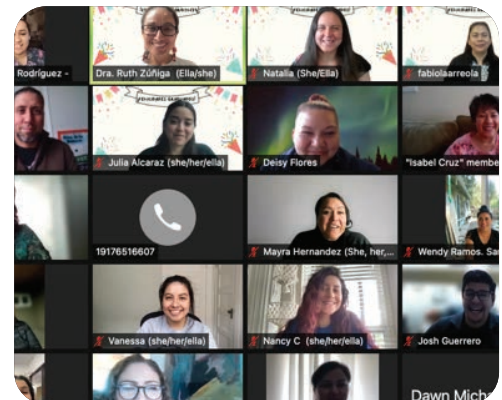 Rodríguez -
Dra. Ruth Zúñiga (Ella/she)
Natalia (She/Ella)
fabiolaarreola
Julia Alcaraz (she/her/ella)
Deisy Flores
"Isabel Cruz" membe
19176516607
Mayra Hernandez (She, her,...
Wendy Ramos. Sa
Vanessa (she/her/ella)
Nancy C (she/her/ella)
Josh Guerrero
Dawn Mich